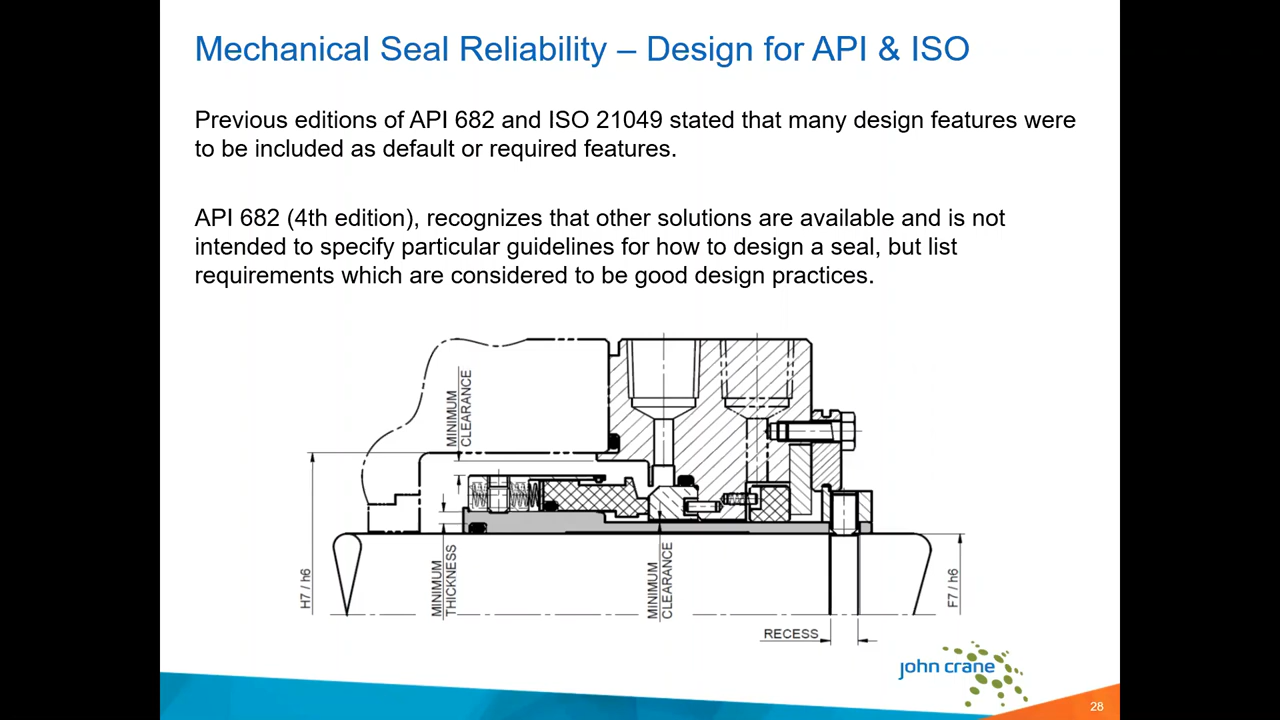 Mechanical Seal Reliability – Design for API & ISO
Previous editions of API 682 and ISO 21049 stated that many design features were
to be included as default or required features.
API 682 (4th edition), recognizes that other solutions are available and is not
intended to specify particular guidelines for how to design a seal, but list
requirements which are considered to be good design practices.
MINIMUM
CLEARANCE
H7 / h6
MINIMUM
THICKNESS
MINIMUM
CLEARANCE
F7 / h6
RECESS
john crane
28